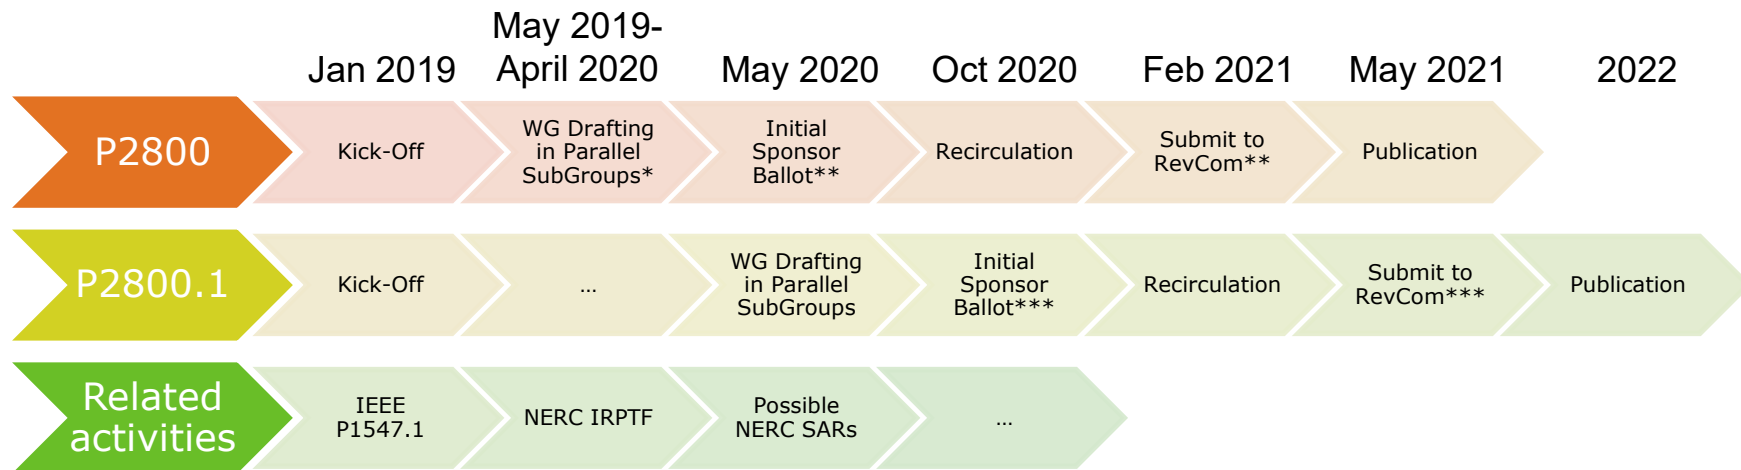 May 2019-
Jan 2019 April 2020 May 2020 Oct 2020 Feb 2021 May 2021 2022
P2800
Kick-Off
WG Drafting
in Parallel
SubGroups*
Initial
Sponsor
Ballot**
Recirculation
Submit to
RevCom**
Publication
P2800.1
Kick-Off
...
WG Drafting
in Parallel
SubGroups
Initial
Sponsor
Ballot***
Recirculation
Submit to
RevCom***
Publication
Related
activities
IEEE
P1547.1
NERC IRPTF
Possible
NERC SARs
...